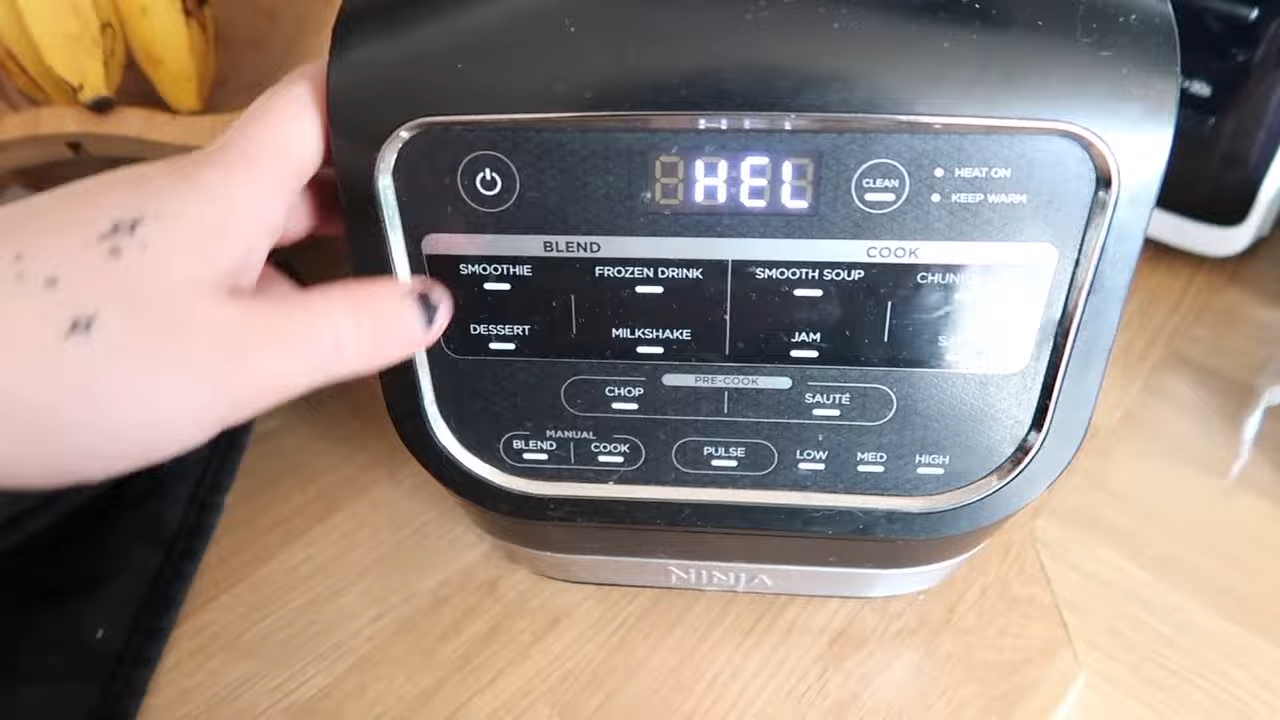 HEL
CLEAN
HEAT ON
KEEP WARM
BLEND
COOK
SMOOTHIE
FROZEN DRINK
SMOOTH SOUP
DESSERT
MILKSHAKE
JAM
PRE-COOK
CHOP
SAUTÉ
MANUAL
BLEND
COOK
PULSE
LOW
MED
HIGH
NINJA